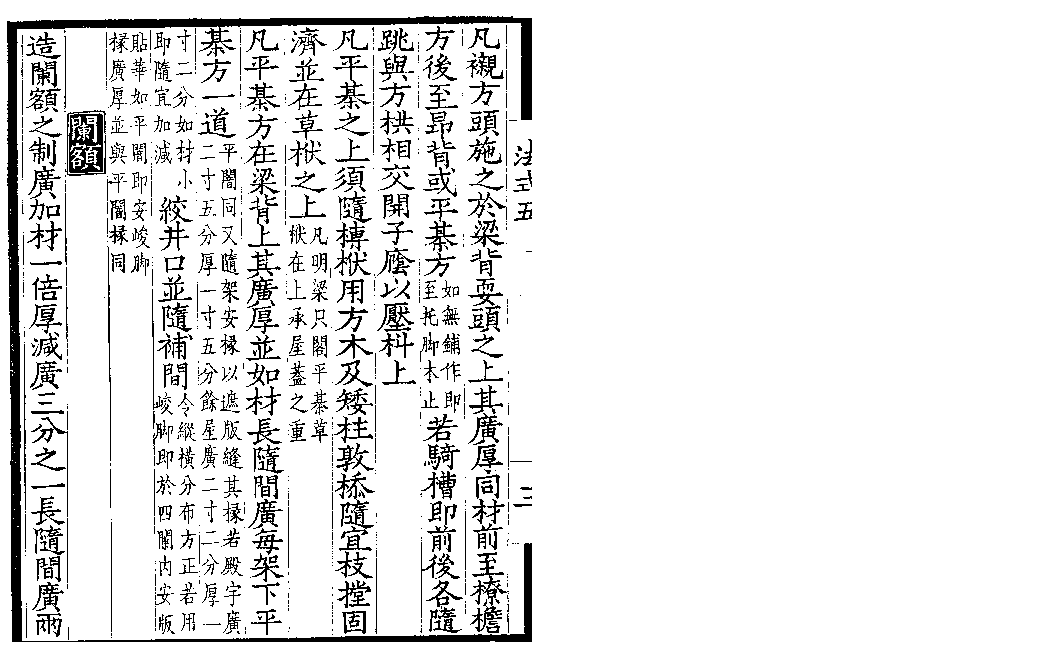 法式五 三
凡襯方頭施之於梁背耍頭之上其廣厚同材前至撩檐
方後至昂背或平棊方如無鋪作即至托脚木止若騎槽即前後各隨
跳與方栱相交開子廕以壓枓上
凡平棊之上須隨槫栿用方木及矮柱敦㮇隨宜枝摚固
濟並在草栿之上凡明梁只閣平棊草栿在上承屋蓋之重
凡平棊方在梁背上其廣厚並如材長隨間廣每架下平
棊方一道平闇同又隨架安椽以遮版縫其椽若殿宇廣二寸五分厚一寸五分餘屋廣二寸二分厚一
寸二分如材小即隨宜加減絞井口並隨補間令縱橫分布方正若用峻脚即於四闌内安版
貼華如平闇即安峻脚椽廣厚並與平闇椽同
闌額
造闌額之制廣加材一倍厚減廣三分之一長隨間廣兩